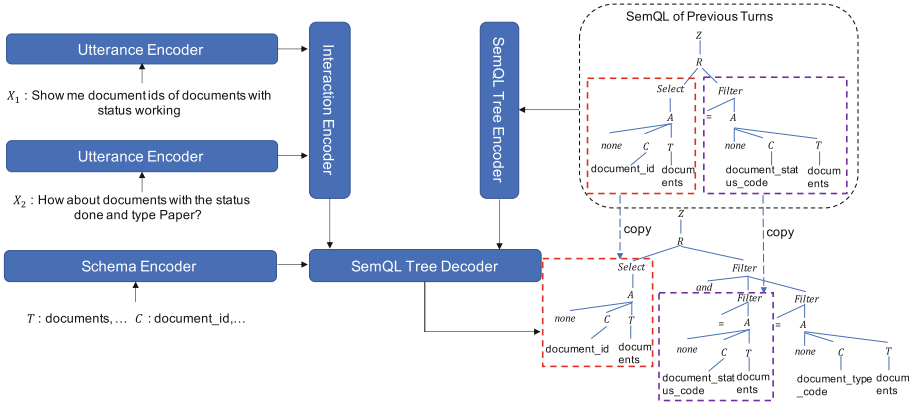 Utterance Encoder
X₁ : Show me document ids of documents with
status working
Utterance Encoder
X₂ : How about documents with the status
done and type Paper?
Schema Encoder
T : documents, … C : document_id,…
Interaction Encoder
SemQL Tree Encoder
SemQL Tree Decoder
SemQL of Previous Turns
Z
R
Select Filter
A = A
none C T none C T
document_id docum
ents
document_stat
us_code
docum
ents
copy copy
Z
R
Select Filter
and Filter Filter
A = A = A
none C T none C T none C T
document_id docum
ents
document_stat
us_code
docum
ents
document_type
_code
docum
ents